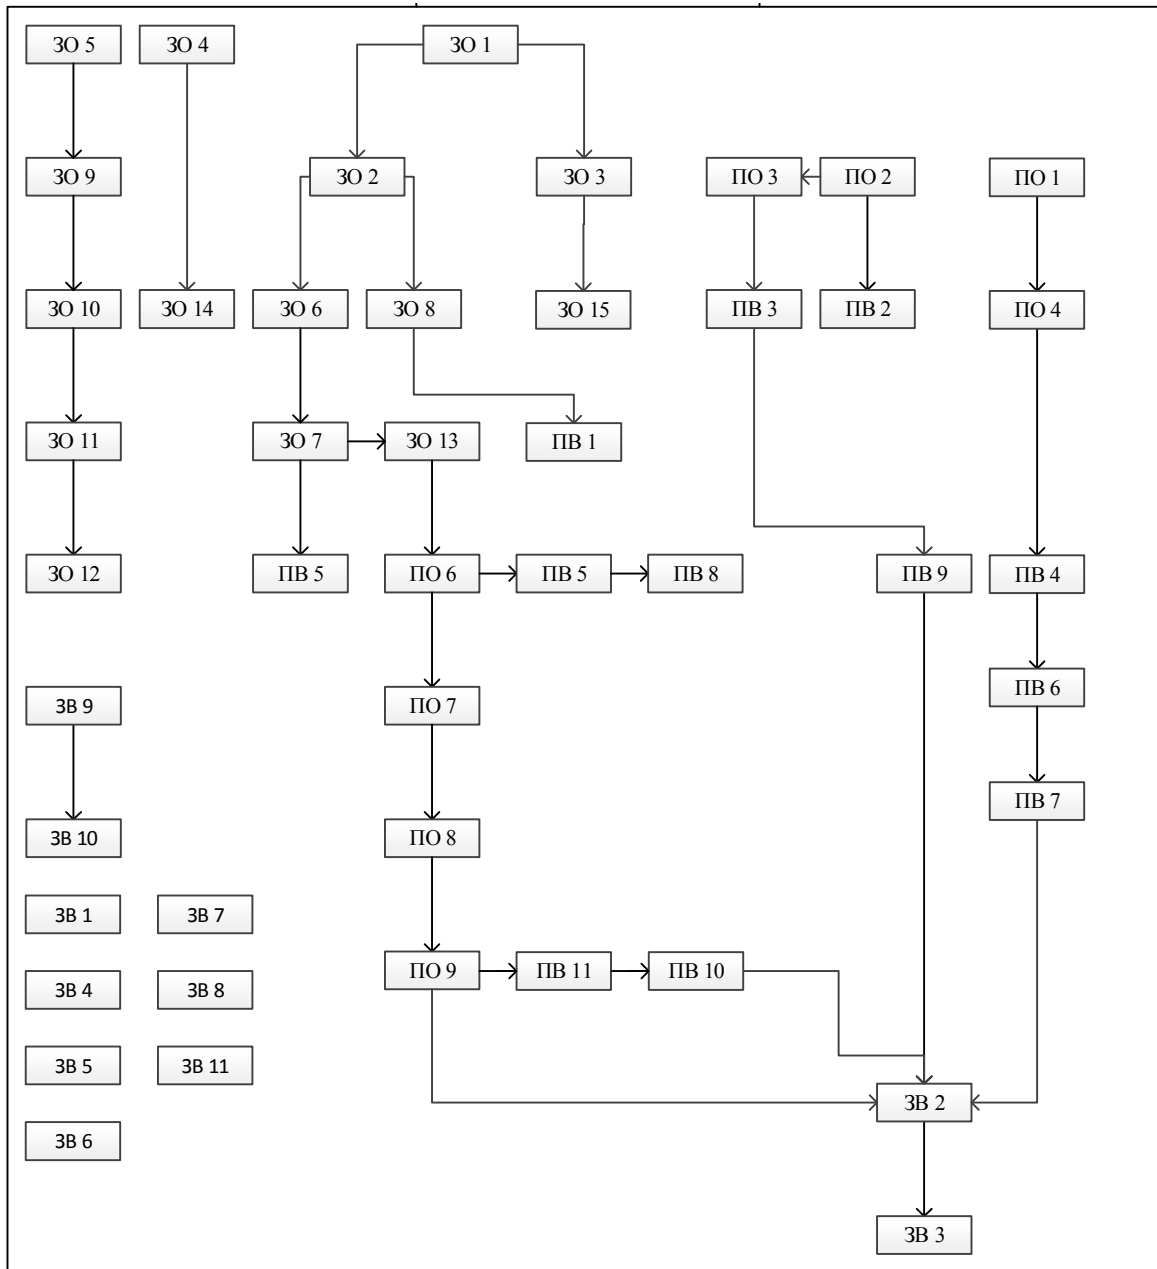 ЗО 5
ЗО 4
ЗО 1
ЗО 9
ЗО 2
ЗО 3
ПО 3
ПО 2
ПО 1
ЗО 10
ЗО 14
ЗО 6
ЗО 8
ЗО 15
ПВ 3
ПВ 2
ПО 4
ЗО 11
ЗО 7
ЗО 13
ПВ 1
ЗО 12
ПВ 5
ПО 6
ПВ 5
ПВ 8
ПВ 9
ПВ 4
ЗВ 9
ПО 7
ПВ 6
ПВ 7
ЗВ 10
ПО 8
ЗВ 1
ЗВ 7
ПО 9
ПВ 11
ПВ 10
ЗВ 4
ЗВ 8
ЗВ 5
ЗВ 11
ЗВ 2
ЗВ 6
ЗВ 3